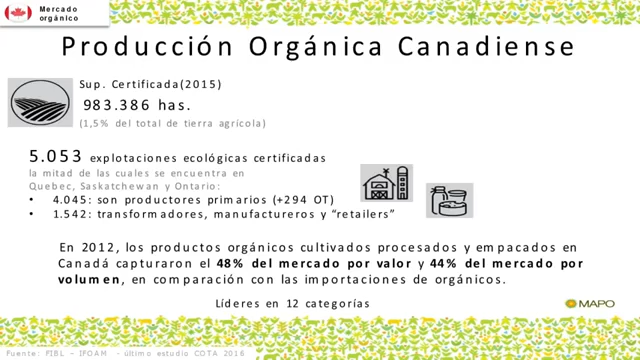 Mercado
orgánico
Producción Orgánica Canadiense
Sup. Certificada(2015)
983.386 has.
(1,5% del total de tierra agrícola)
5.053 explotaciones ecológicas certificadas
la mitad de las cuales se encuentra en
Quebec, Saskatchewan y Ontario:
• 4.045: son productores primarios (+294 OT)
• 1.542: transformadores, manufactureros y “retailers”
En 2012, los productos orgánicos cultivados procesados y empacados en
Canadá capturaron el 48% del mercado por valor y 44% del mercado por
volumen, en comparación con las importaciones de orgánicos.
Líderes en 12 categorías
MAPO
Fuente: FIBL – IFOAM - último estudio COTA 2016